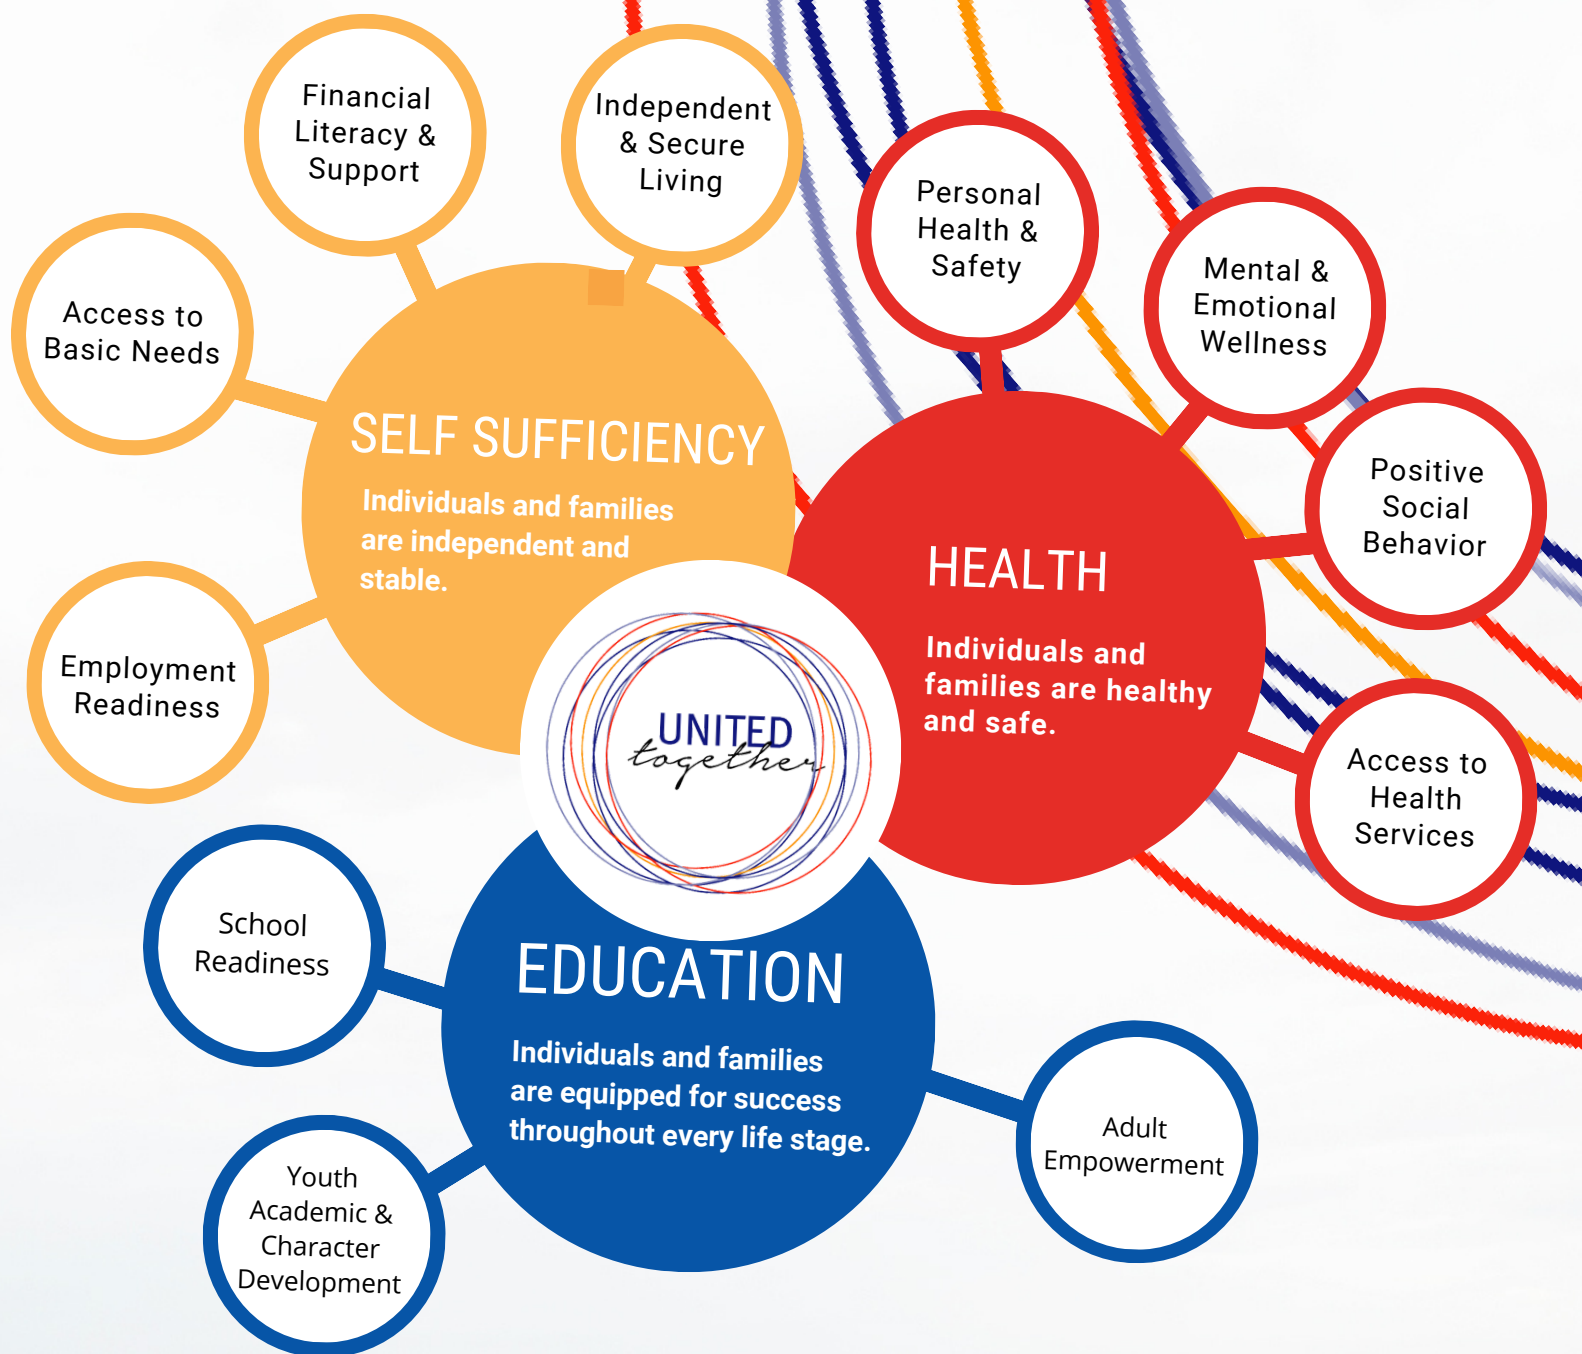 Financial
Literacy &
Support
Independent
& Secure
Living
Access to
Basic Needs
Employment
Readiness
SELF SUFFICIENCY
Individuals and families
are independent and
stable.
Personal
Health &
Safety
Mental &
Emotional
Wellness
Positive
Social
Behavior
Access to
Health
Services
HEALTH
Individuals and
families are healthy
and safe.
UNITED
together
EDUCATION
Individuals and families
are equipped for success
throughout every life stage.
School
Readiness
Youth
Academic &
Character
Development
Adult
Empowerment